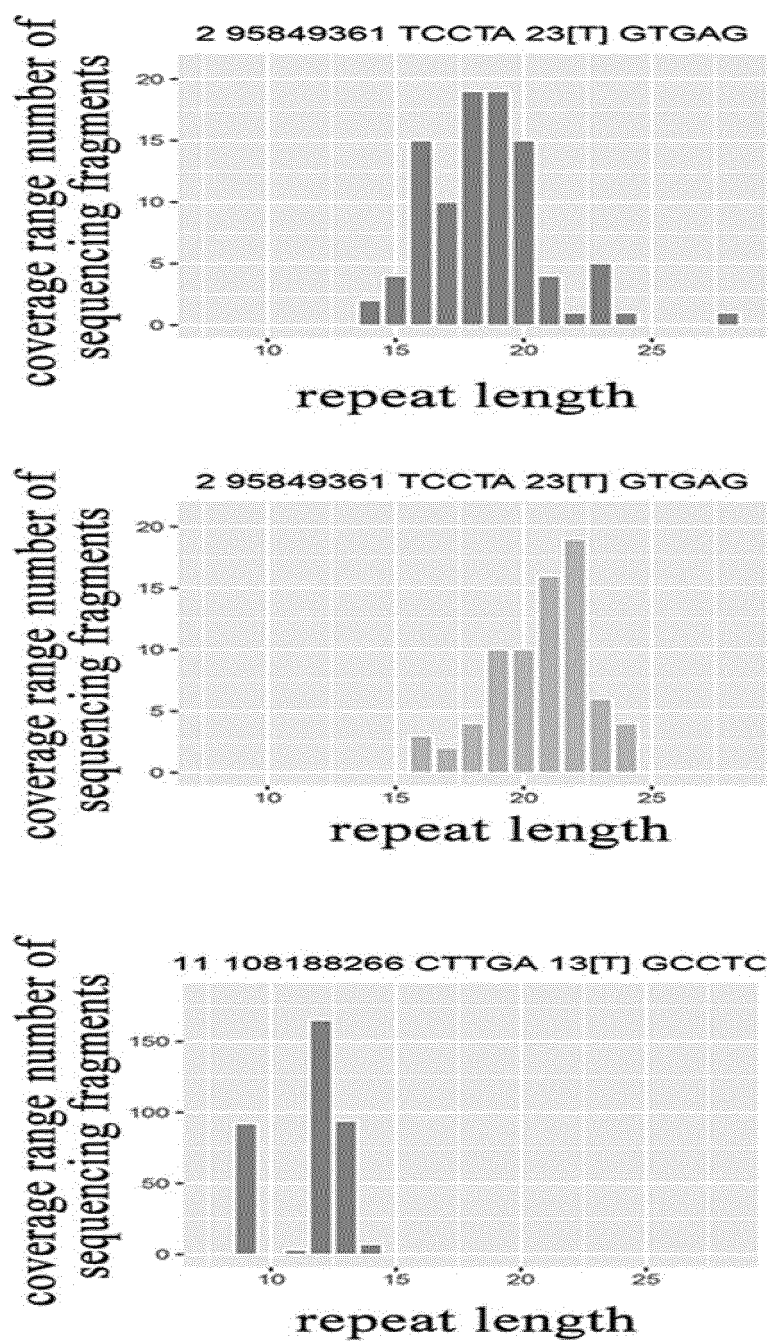 2 95849361 TCCTA 23[T] GTGAG
coverage range number of
sequencing fragments
20
15
10
5
0
10 15 20 25
repeat length
2 95849361 TCCTA 23[T] GTGAG
coverage range number of
sequencing fragments
20
15
10
5
0
10 15 20 25
repeat length
11 108188266 CTTGA 13[T] GCCTC
coverage range number of
sequencing fragments
150
100
50
0
10 15 20 25
repeat length